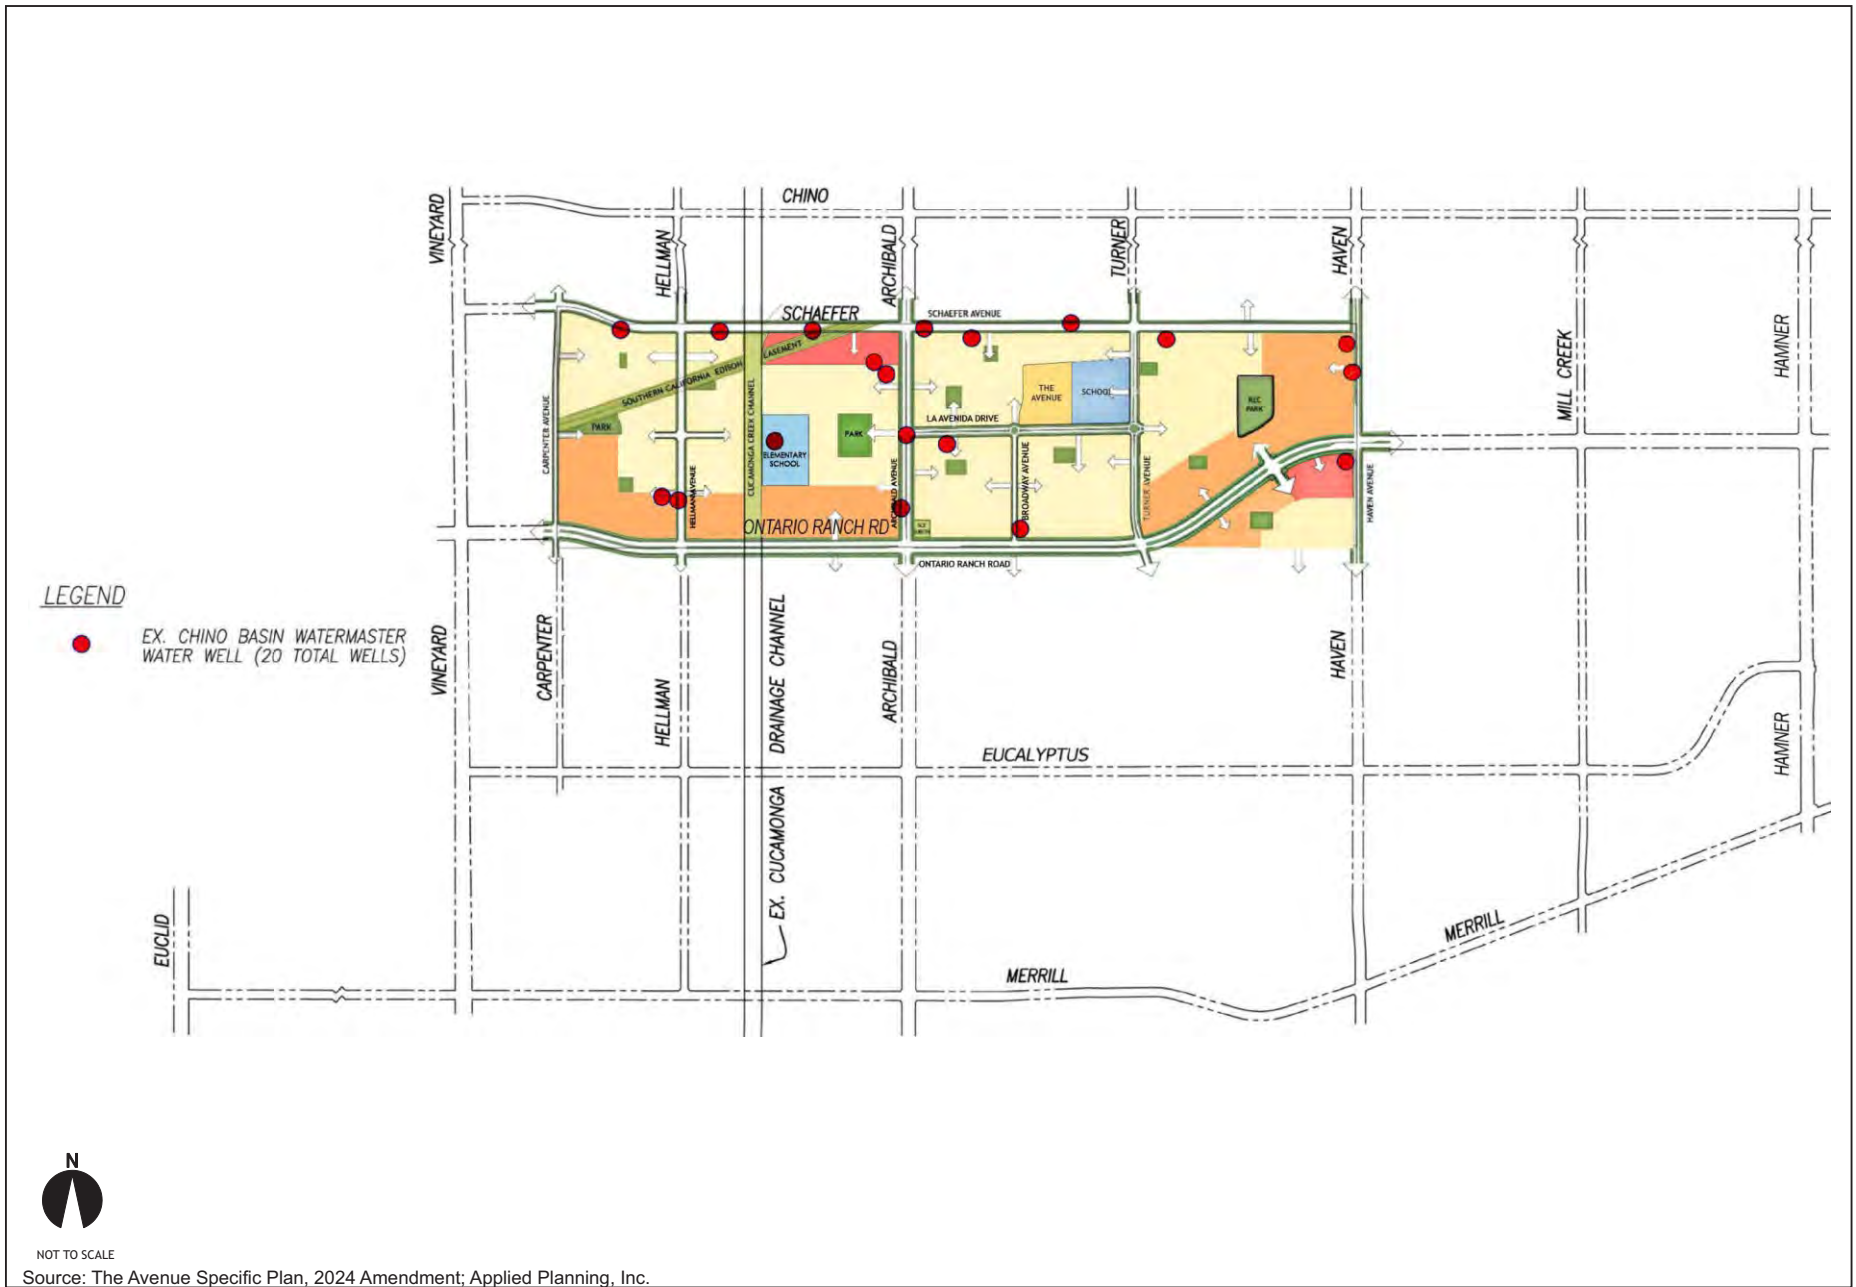 CHINO
VINEYARD
HELLMAN
ARCHIBALD
TURNER
HAVEN
MILL CREEK
HAMNER
SCHAEFER
SCHAEFER AVENUE
SOUTHERN CALIFORNIA EDISON EASEMENT
CARPENTER AVENUE
PARK
CUCAMONGA CREEK CHANNEL
ELEMENTARY
SCHOOL
PARK
THE
AVENUE
SCHOOL
REC
PARK
LA AVENIDA DRIVE
HELLMAN AVENUE
ARCHIBALD AVENUE
BROADWAY AVENUE
TURNER AVENUE
HAVEN AVENUE
ONTARIO RANCH RD
ONTARIO RANCH ROAD
LEGEND
EX. CHINO BASIN WATERMASTER
WATER WELL (20 TOTAL WELLS)
VINEYARD
CARPENTER
HELLMAN
EX. CUCAMONGA DRAINAGE CHANNEL
ARCHIBALD
HAVEN
HAMNER
EUCALYPTUS
EUCLID
MERRILL
MERRILL
N
NOT TO SCALE
Source: The Avenue Specific Plan, 2024 Amendment; Applied Planning, Inc.